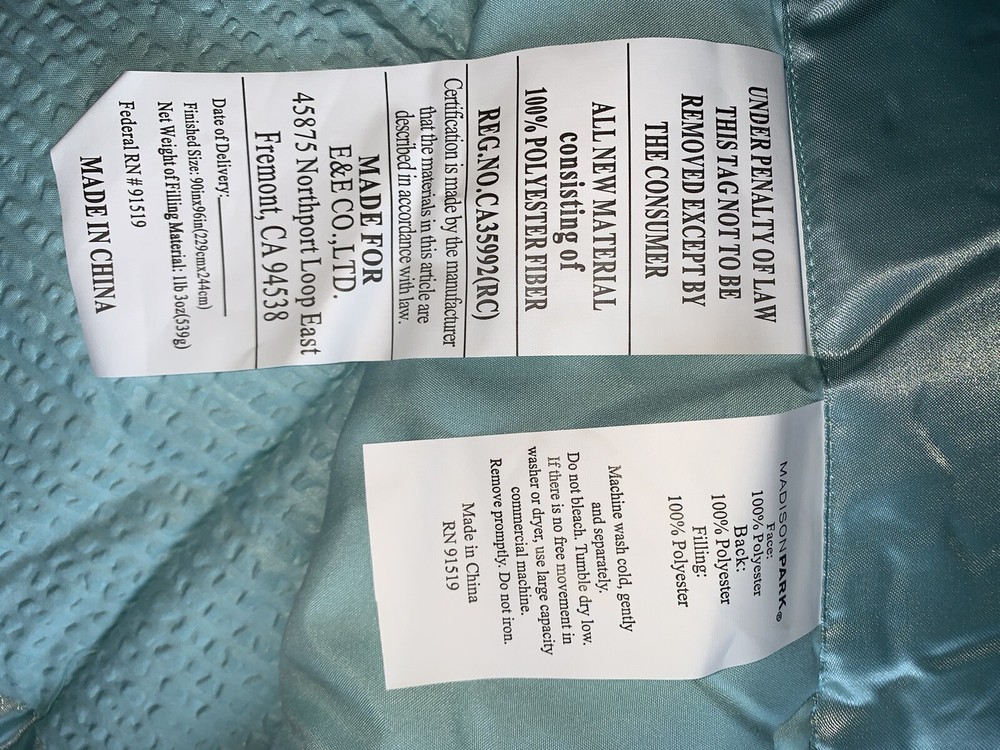 UNDER PENALTY OF LAW
THIS TAG NOT TO BE
REMOVED EXCEPT BY
THE CONSUMER
ALL NEW MATERIAL
consisting of
100% POLYESTER FIBER
REG.NO.CA35992(RC)
Certification is made by the manufacturer
that the materials in this article are
described in accordance with law.
MADE FOR
E&E CO.,LTD.
45875 Northport Loop East
Fremont, CA 94538
Date of Delivery:
Finished Size: 90inx96in(229cmx244cm)
Net Weight of Filling Material: 1lb 3oz(539g)
Federal RN # 91519
MADE IN CHINA
MADISON PARK®
Face:
100% Polyester
Back:
100% Polyester
Filling:
100% Polyester
Machine wash cold, gently
and separately.
Do not bleach. Tumble dry low.
If there is no free movement in
washer or dryer, use large capacity
commercial machine.
Remove promptly. Do not iron.
Made in China
RN 91519